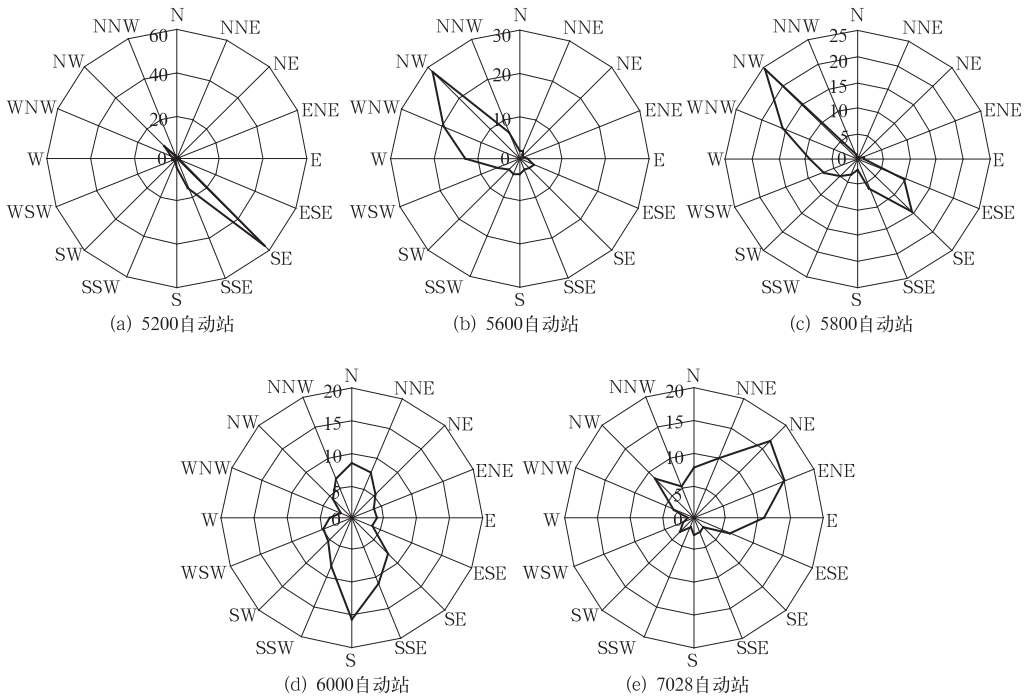 N
NNW NNE
NW NE
WNW ENE
W E
WSW ESE
SW SE
SSW SSE
S
60
40
20
0
(a) 5200自动站
N
NNW NNE
NW NE
WNW ENE
W E
WSW ESE
SW SE
SSW SSE
S
30
20
10
0
(b) 5600自动站
N
NNW NNE
NW NE
WNW ENE
W E
WSW ESE
SW SE
SSW SSE
S
25
20
15
10
5
0
(c) 5800自动站
N
NNW NNE
NW NE
WNW ENE
W E
WSW ESE
SW SE
SSW SSE
S
20
15
10
5
0
(d) 6000自动站
N
NNW NNE
NW NE
WNW ENE
W E
WSW ESE
SW SE
SSW SSE
S
20
15
10
5
0
(e) 7028自动站